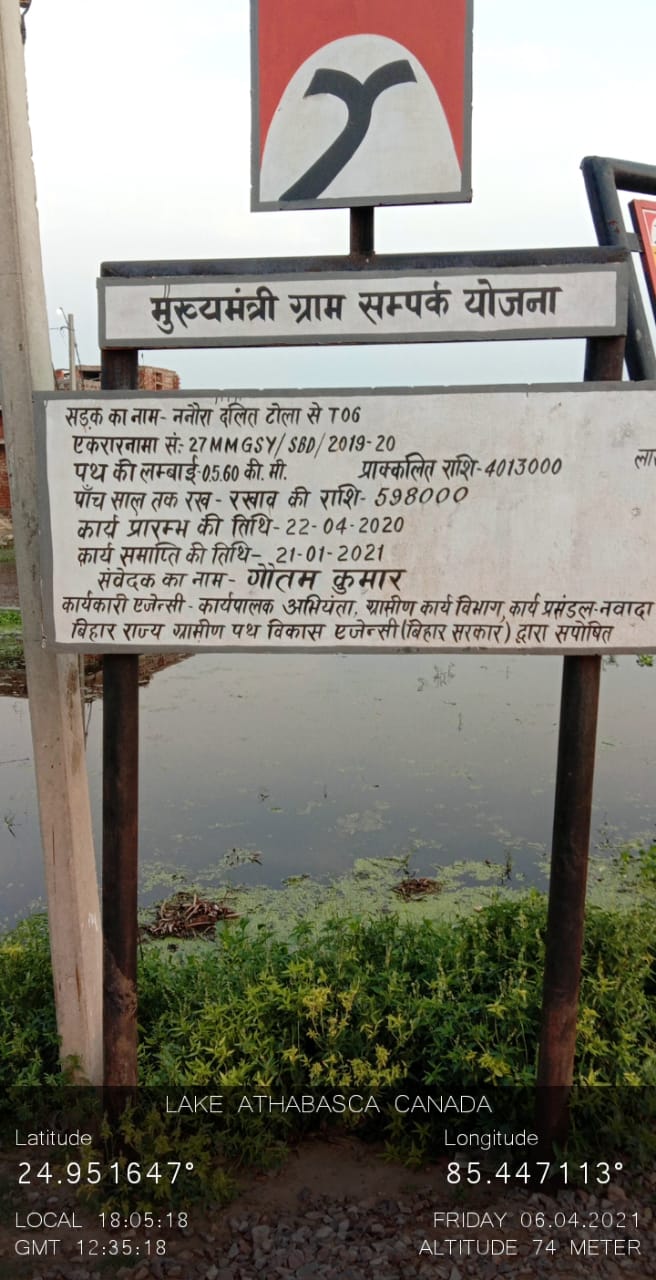 मुख्यमंत्री ग्राम सम्पर्क योजना
सड़क का नाम- ननौरा दलित टोला से T06
एकरारनामा सं:- 27MMGSY/SBD/2019-20
पथ की लम्बाई-0.5.60 की. मी. प्राक्कलित राशि-4013000
पाँच साल तक रख-रखाव की राशि- 598000
कार्य प्रारम्भ की तिथि-22-04-2020
कार्य समाप्ति की तिथि- 21-01-2021
संवेदक का नाम- गौतम कुमार
कार्यकारी एजेन्सी-कार्यपालक अभियंता, ग्रामीण कार्य विभाग, कार्य प्रमंडल-नवादा
बिहार राज्य ग्रामीण पथ विकास एजेन्सी(बिहार सरकार) द्वारा सपोषित
LAKE ATHABASCA CANADA
Latitude Longitude
24.951647° 85.447113°
LOCAL 18:05:18 FRIDAY 06.04.2021
GMT 12:35:18 ALTITUDE 74 METER